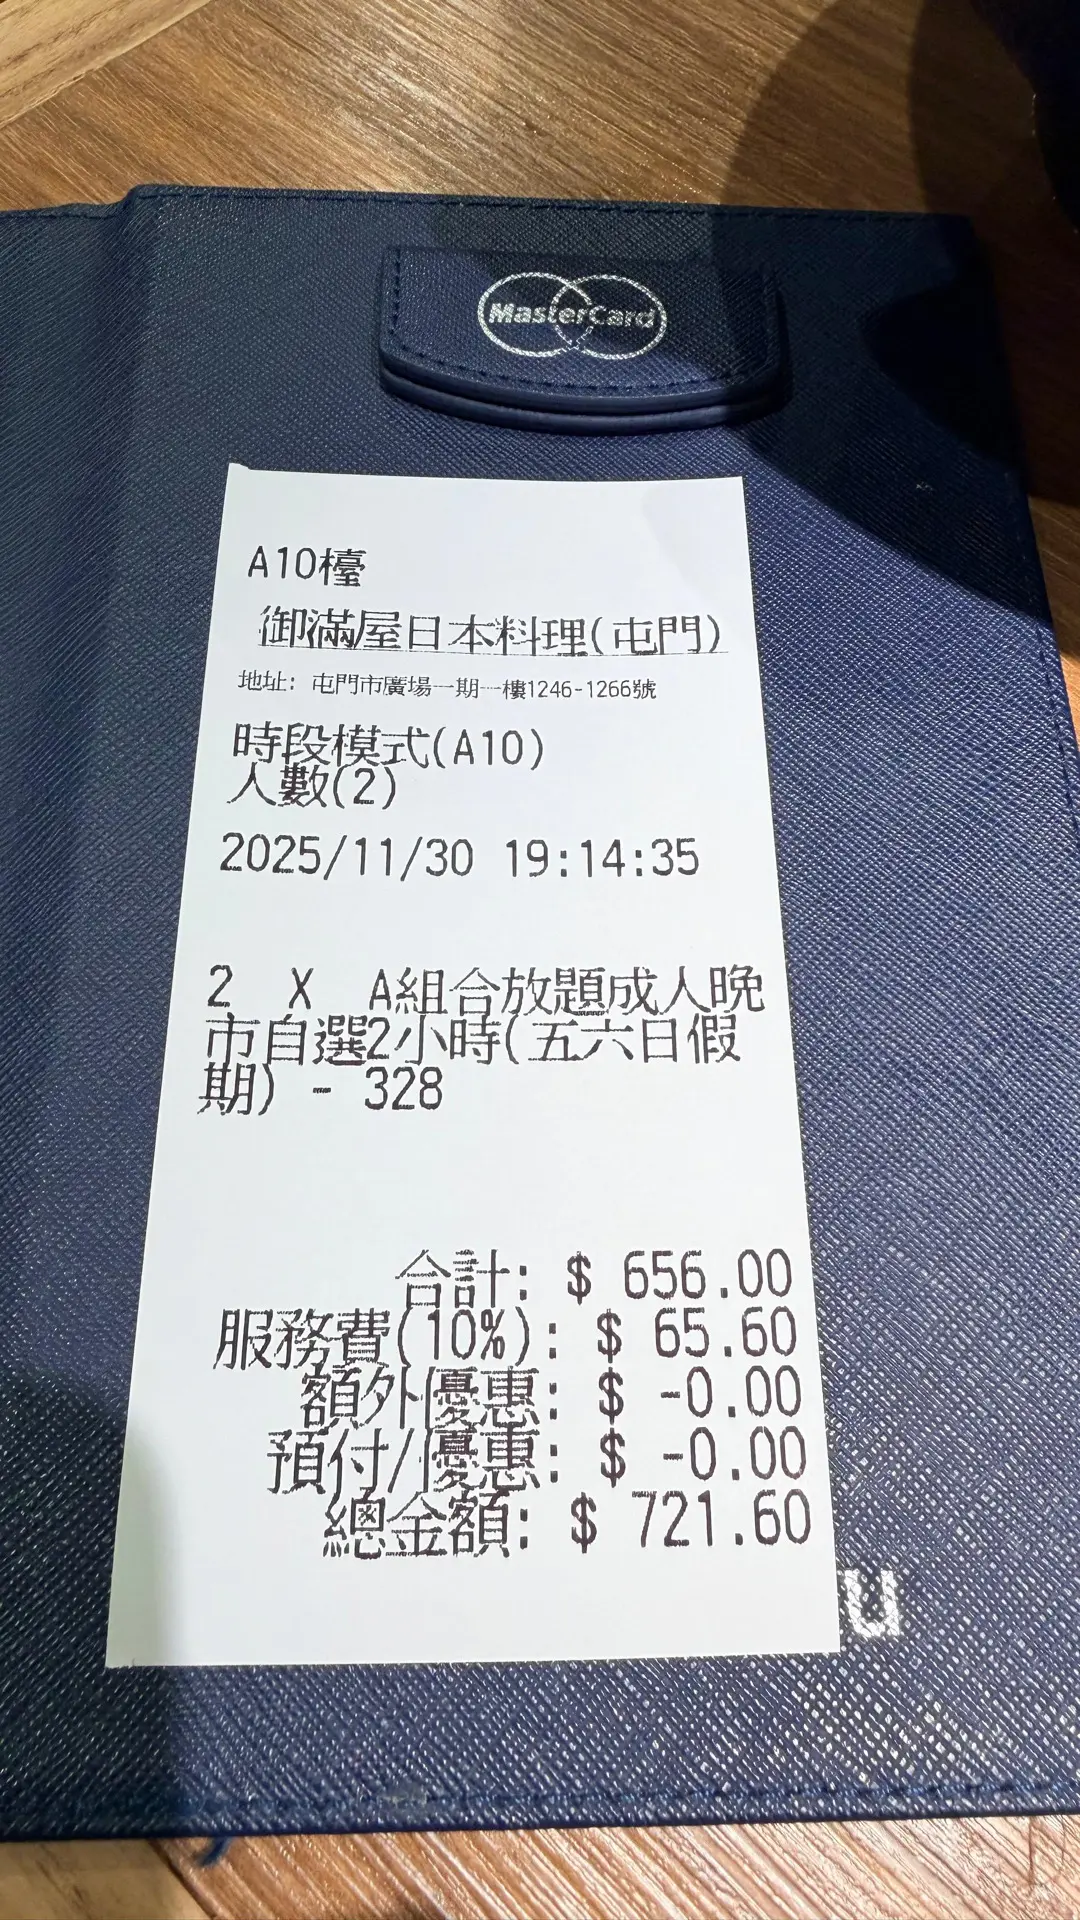 MasterCard
A10檯
御滿屋日本料理(屯門)
地址: 屯門市廣場一期一樓1246-1266號
時段模式(A10)
人數(2)
2025/11/30 19:14:35
2 X A組合放題成人晚
市自選2小時(五六日假
期) - 328
合計: $ 656.00
服務費(10%): $ 65.60
額外優惠: $ -0.00
預付/優惠: $ -0.00
總金額: $ 721.60